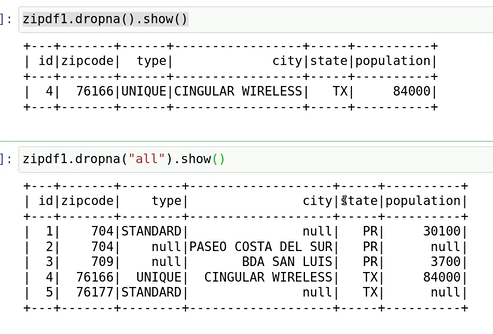 ]: zipdf1.dropna().show()
+---+-------+------+-----------------+-----+----------+
| id|zipcode|  type|             city|state|population|
+---+-------+------+-----------------+-----+----------+
|  4|  76166|UNIQUE|CINGULAR WIRELESS|   TX|     84000|
+---+-------+------+-----------------+-----+----------+
]: zipdf1.dropna("all").show()
+---+-------+--------+-------------------+-----+----------+
| id|zipcode|    type|               city|state|population|
+---+-------+--------+-------------------+-----+----------+
|  1|    704|STANDARD|               null|   PR|     30100|
|  2|    704|    null|PASEO COSTA DEL SUR|   PR|      null|
|  3|    709|    null|       BDA SAN LUIS|   PR|      3700|
|  4|  76166|  UNIQUE|  CINGULAR WIRELESS|   TX|     84000|
|  5|  76177|STANDARD|               null|   TX|      null|
+---+-------+--------+-------------------+-----+----------+